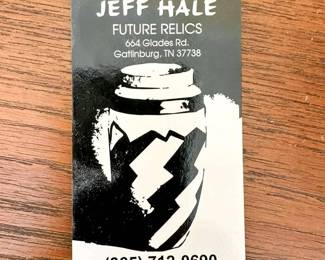 JEFF HALE
FUTURE RELICS
664 Glades Rd.
Gatlinburg, TN 37738